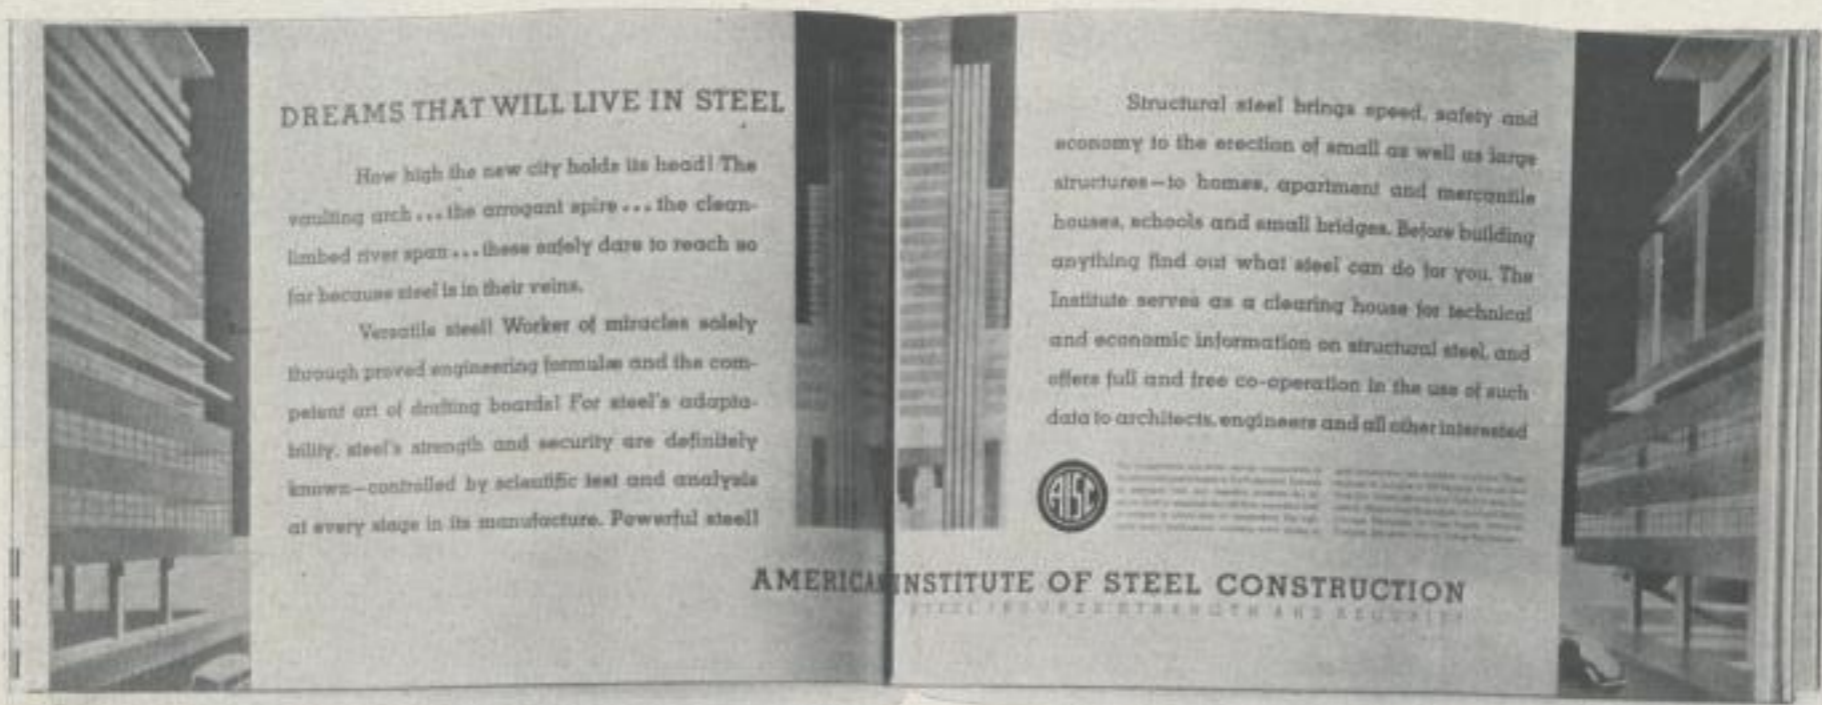 DREAMS THAT WILL LIVE IN STEEL
How high the new city holds its head! The
vaulting arch...the arrogant spire...the clean-
limbed river span...these safely dare to reach so
far because steel is in their veins.
Versatile steel! Worker of miracles solely
through proved engineering formulæ and the com-
petent art of drafting boards! For steel's adapta-
bility, steel's strength and security are definitely
known—controlled by scientific test and analysis
at every stage in its manufacture. Powerful steel!
Structural steel brings speed, safety and
economy to the erection of small as well as large
structures—to homes, apartment and mercantile
houses, schools and small bridges. Before building
anything find out what steel can do for you. The
Institute serves as a clearing house for technical
and economic information on structural steel, and
offers full and free co-operation in the use of such
data to architects, engineers and all other interested
AISC
AMERICAN INSTITUTE OF STEEL CONSTRUCTION
STEEL INSURES STRENGTH AND SECURITY